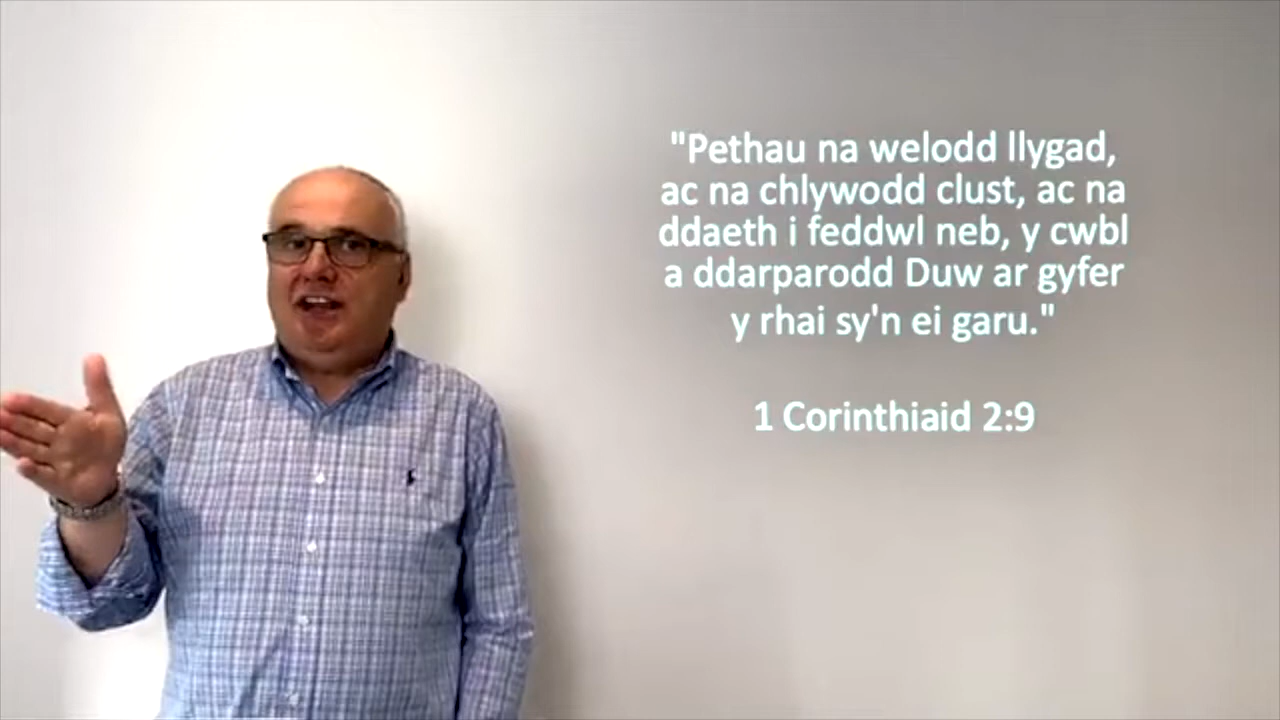 "Pethau na welodd llygad,
ac na chlywodd clust, ac na
ddaeth i feddwl neb, y cwbl
a ddarparodd Duw ar gyfer
y rhai sy'n ei garu."
1 Corinthiaid 2:9